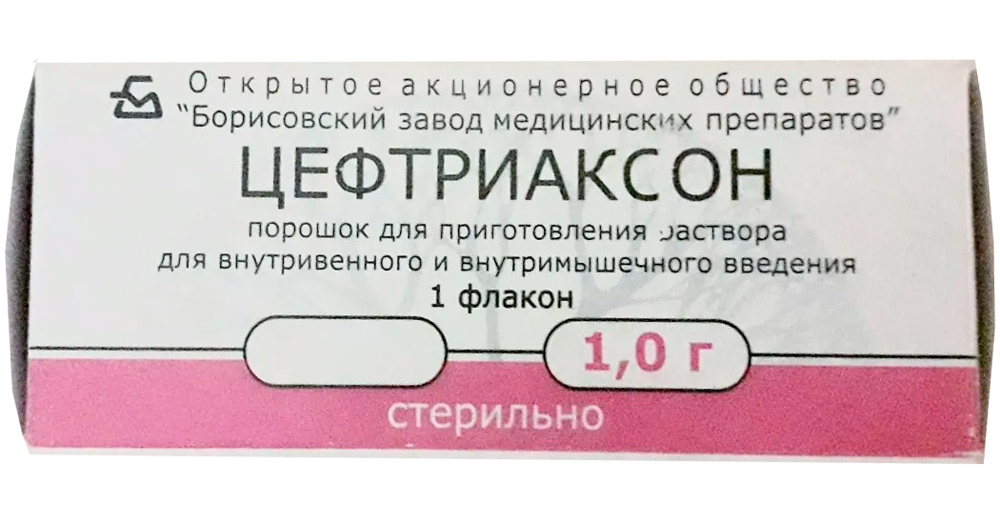 Открытое акционерное общество
"Борисовский завод медицинских препаратов"
ЦЕФТРИАКСОН
порошок для приготовления раствора
для внутривенного и внутримышечного введения
1 флакон
1,0 г
стерильно